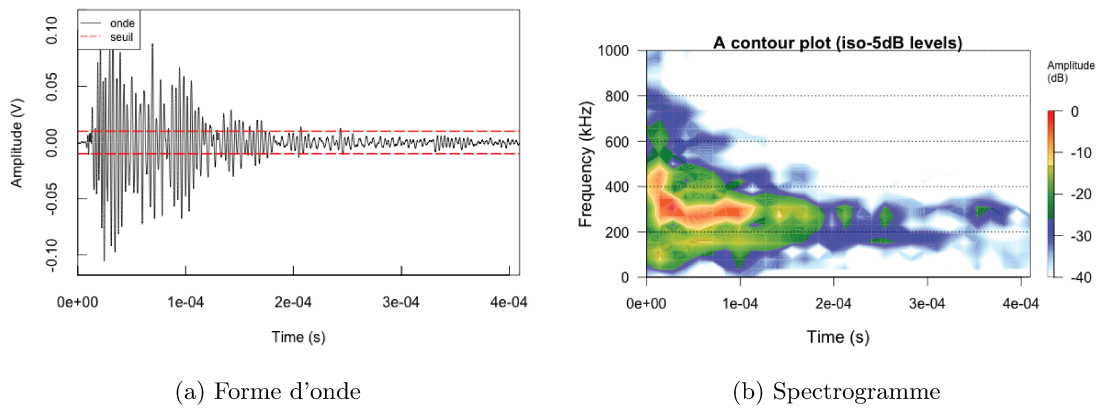 onde
seuil
Amplitude (V)
0.10
0.05
0.00
-0.05
-0.10
0e+00 1e-04 2e-04 3e-04 4e-04
Time (s)
(a) Forme d'onde
A contour plot (iso-5dB levels)
Frequency (kHz)
1000
800
600
400
200
0
0e+00 1e-04 2e-04 3e-04 4e-04
Time (s)
Amplitude
(dB)
0
-10
-20
-30
-40
(b) Spectrogramme